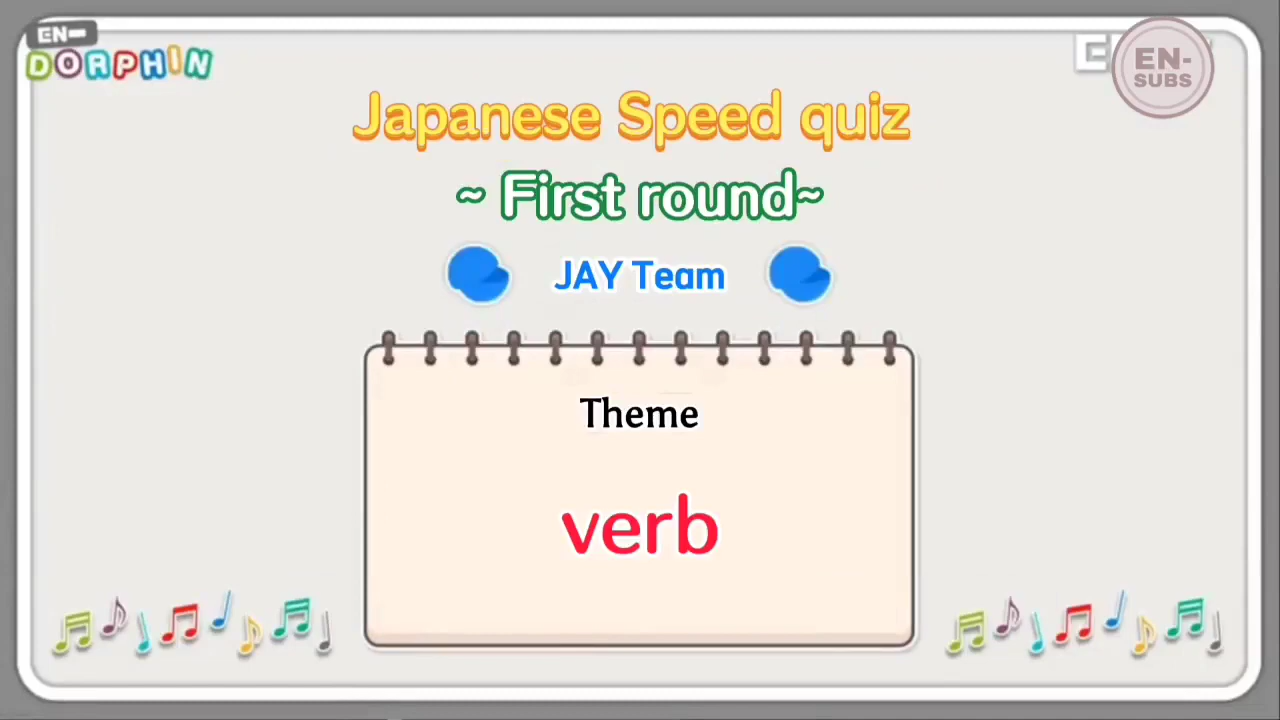 EN-
DORPHIN
EN-
SUBS
Japanese Speed quiz
~ First round~
JAY Team
Theme
verb